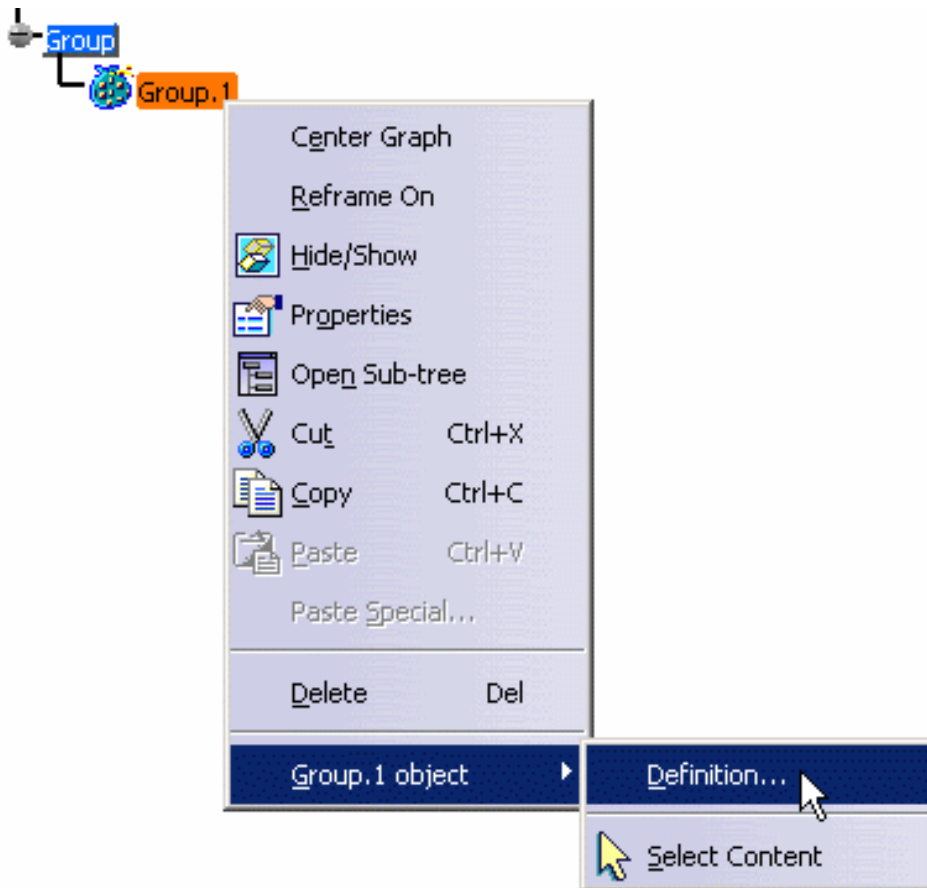 Group
Group.1
Center Graph
Reframe On
Hide/Show
Properties
Open Sub-tree
Cut Ctrl+X
Copy Ctrl+C
Paste Ctrl+V
Paste Special...
Delete Del
Group.1 object
Definition...
Select Content